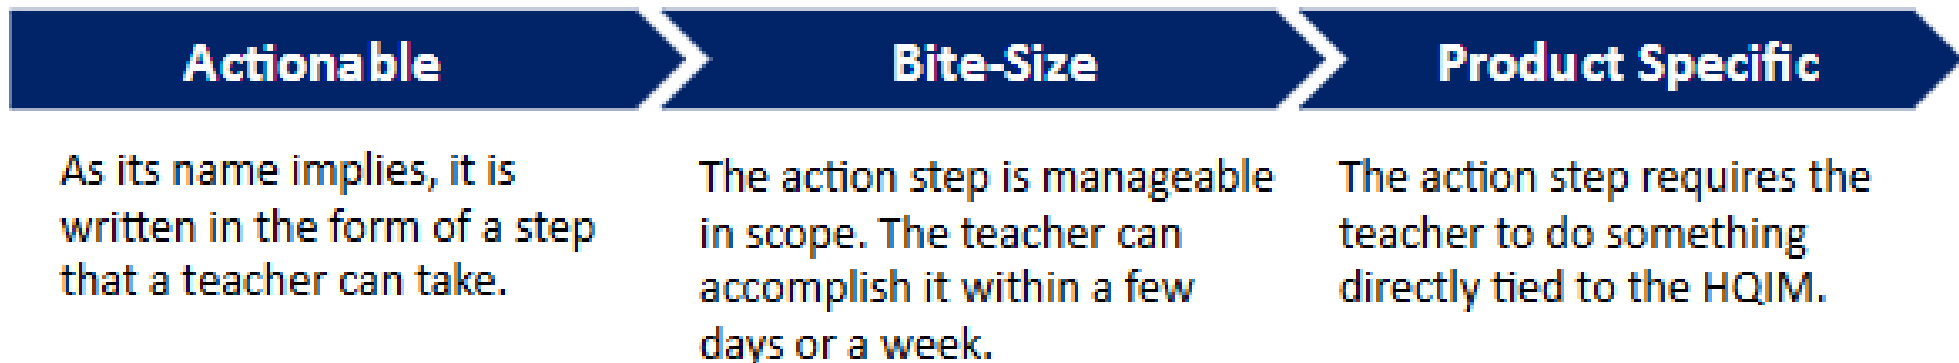 Actionable
As its name implies, it is
written in the form of a step
that a teacher can take.
Bite-Size
The action step is manageable
in scope. The teacher can
accomplish it within a few
days or a week.
Product Specific
The action step requires the
teacher to do something
directly tied to the HQIM.